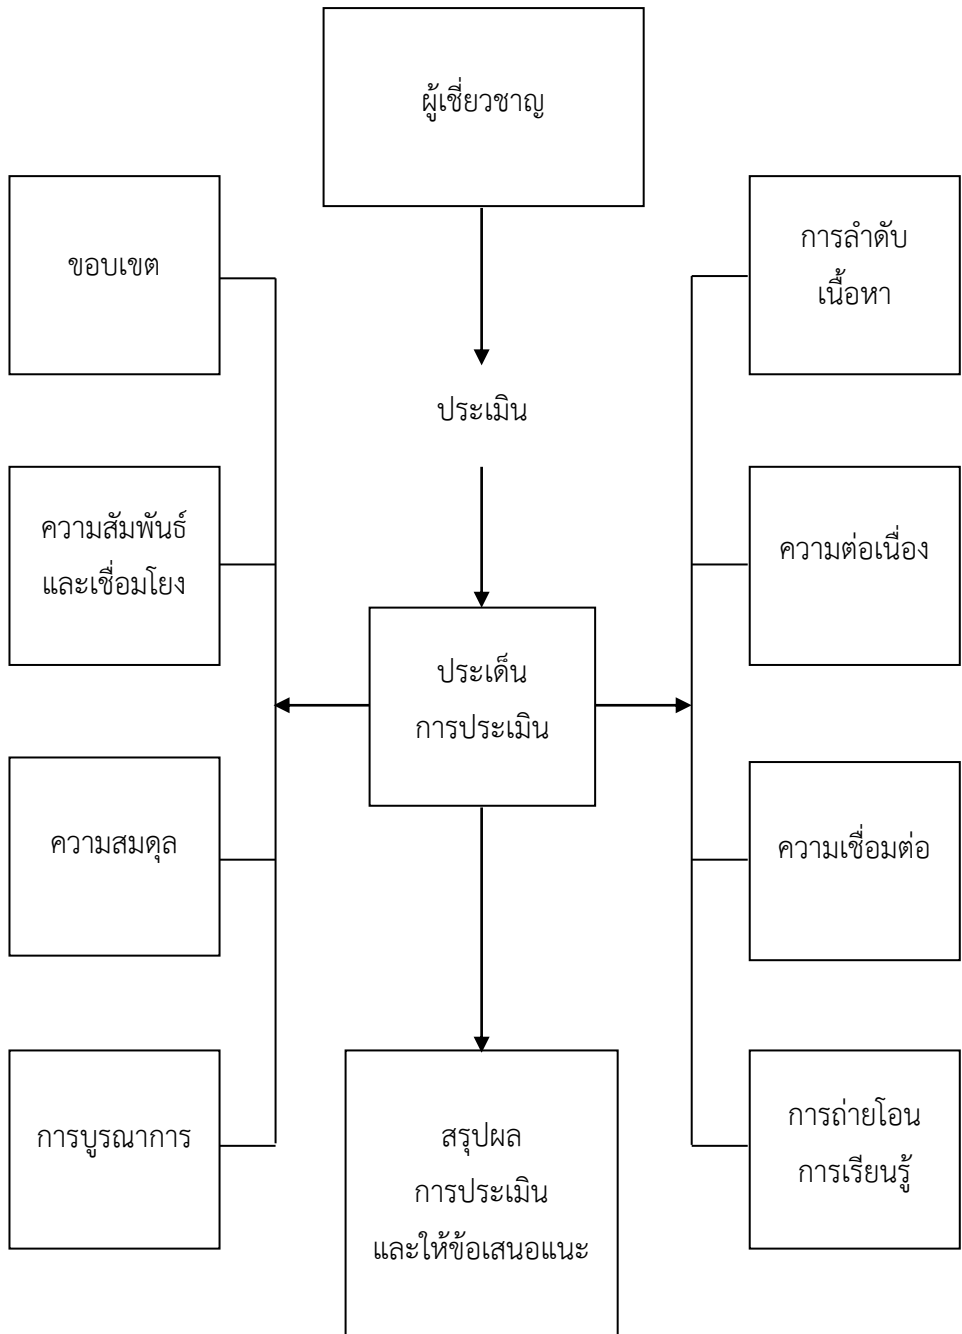 ผู้เชี่ยวชาญ
ขอบเขต
การลำดับ
เนื้อหา
ประเมิน
ความสัมพันธ์
และเชื่อมโยง
ความต่อเนื่อง
ประเด็น
การประเมิน
ความสมดุล
ความเชื่อมต่อ
การบูรณาการ
สรุปผล
การประเมิน
และให้ข้อเสนอแนะ
การถ่ายโอน
การเรียนรู้